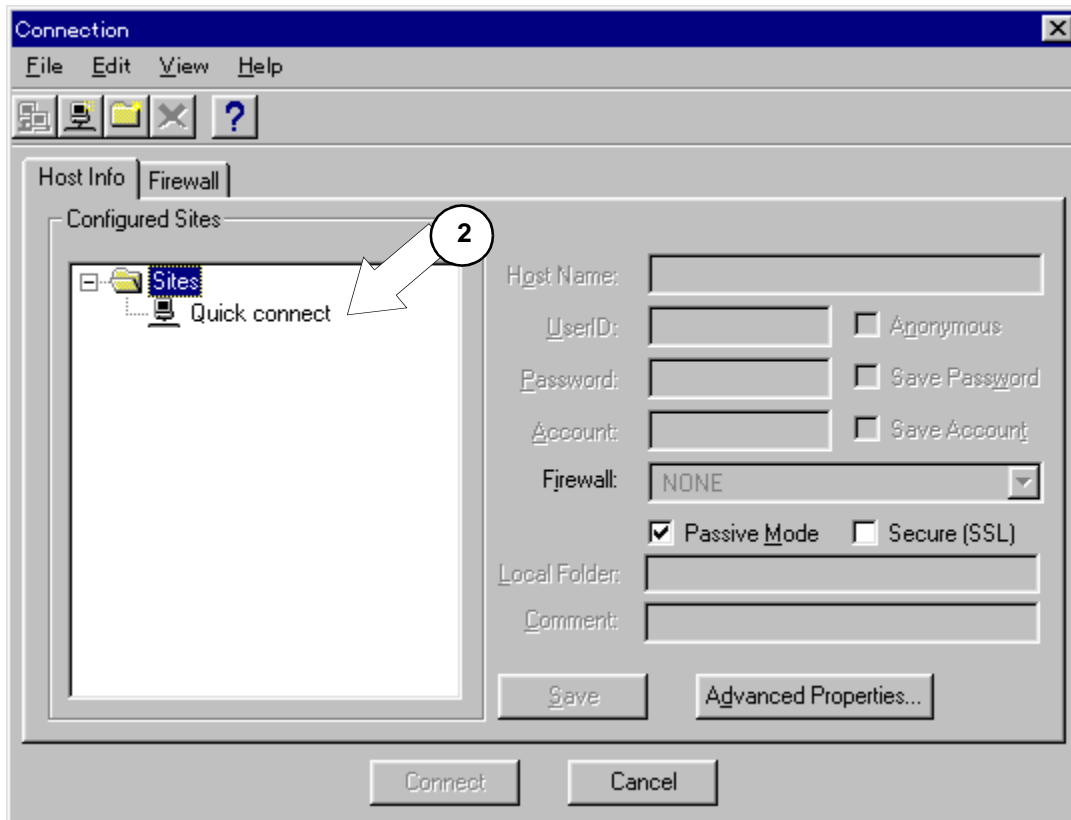 Connection
File Edit View Help
?
Host Info Firewall
Configured Sites
2
Sites
Quick connect
Host Name:
UserID: Anonymous
Password: Save Password
Account: Save Account
Firewall: NONE
Passive Mode Secure (SSL)
Local Folder:
Comment:
Save Advanced Properties...
Connect Cancel